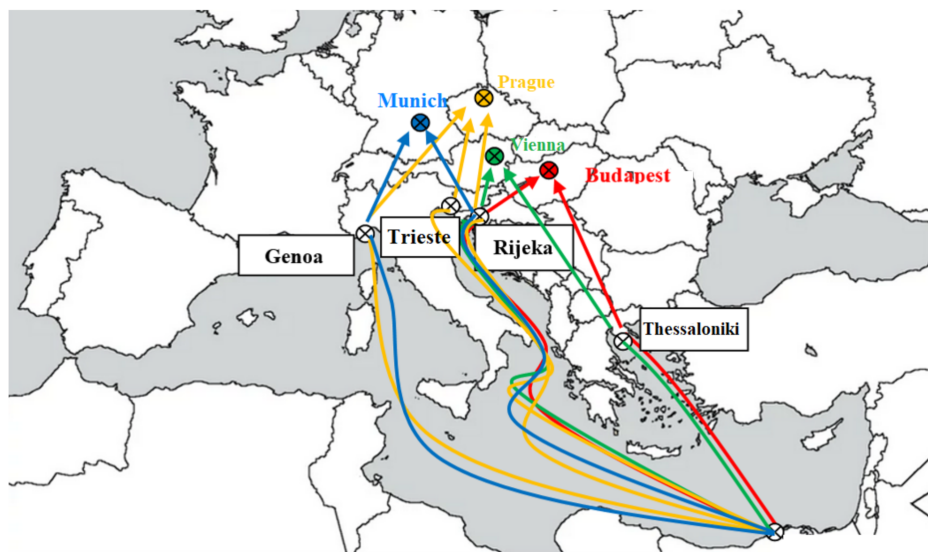 Prague
Munich
Vienna
Budapest
Trieste
Rijeka
Genoa
Thessaloniki